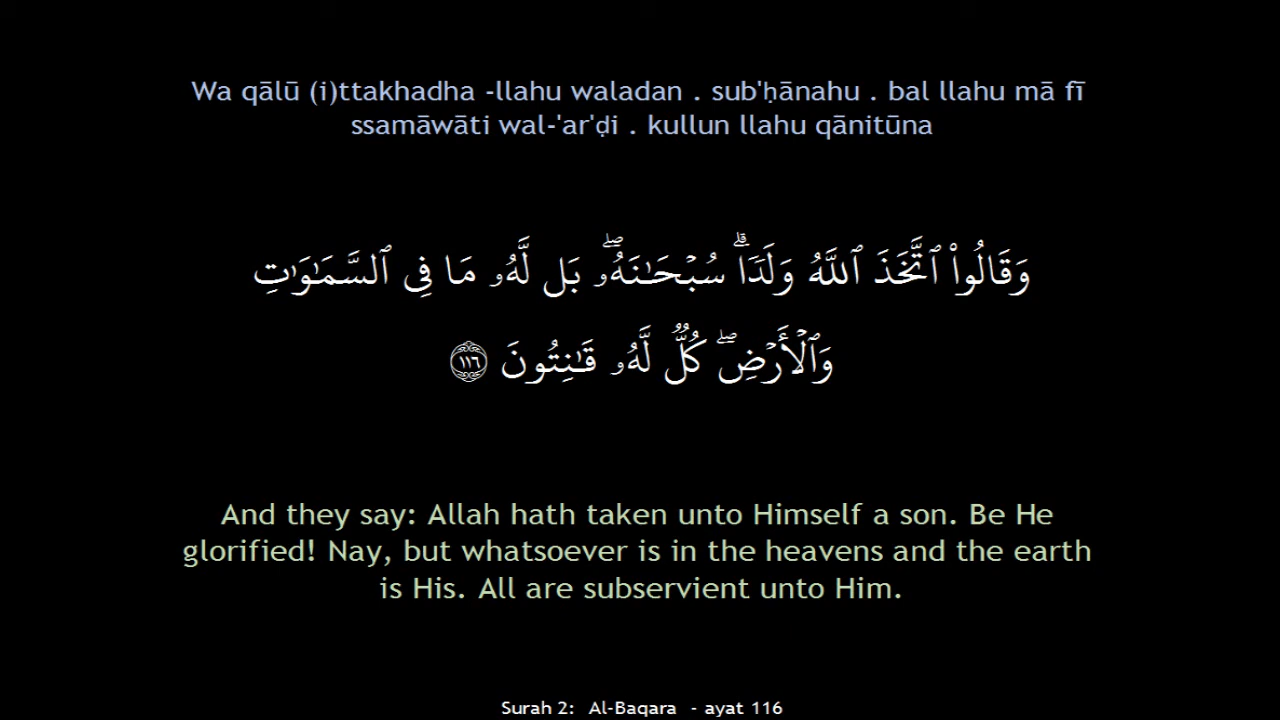 Wa qālū (i)ttakhadha -llahu waladan . sub'ḥānahu . bal llahu mā fī
ssamāwāti wal-'ar'ḍi . kullun llahu qānitūna
وَقَالُوا۟ ٱتَّخَذَ ٱللَّهُ وَلَدًۭا ۗ سُبْحَـٰنَهُۥ ۖ بَل لَّهُۥ مَا فِى ٱلسَّمَـٰوَٰتِ
وَٱلْأَرْضِ ۖ كُلٌّۭ لَّهُۥ قَـٰنِتُونَ ١١٦
And they say: Allah hath taken unto Himself a son. Be He
glorified! Nay, but whatsoever is in the heavens and the earth
is His. All are subservient unto Him.
Surah 2: Al-Baqara - ayat 116